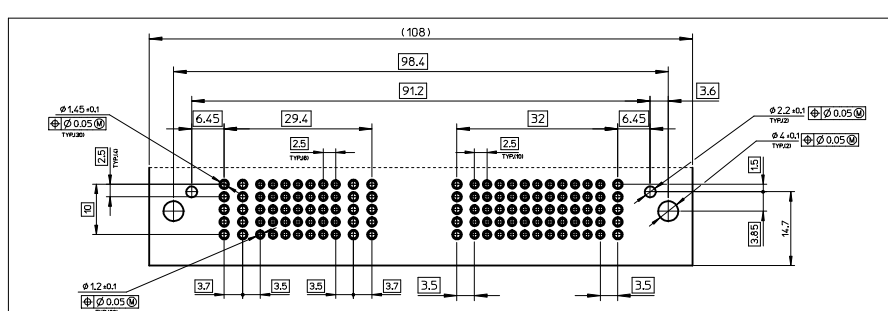 (108)
98.4
91.2
3.6
6.45
29.4
32
6.45
ø 1.45 ±0.1
⌖ Ø 0.05 Ⓜ
TYP.(30)
2.5
TYP.(4)
2.5
TYP.(6)
2.5
TYP.(10)
ø 2.2 ±0.1 ⌖ Ø 0.05 Ⓜ
TYP.(2)
ø 4 ±0.1 ⌖ Ø 0.05 Ⓜ
TYP.(2)
10
1.5
3.85
14.7
ø 1.2 ±0.1
⌖ Ø 0.05 Ⓜ
3.7
3.5
3.5
3.7
3.5
3.5